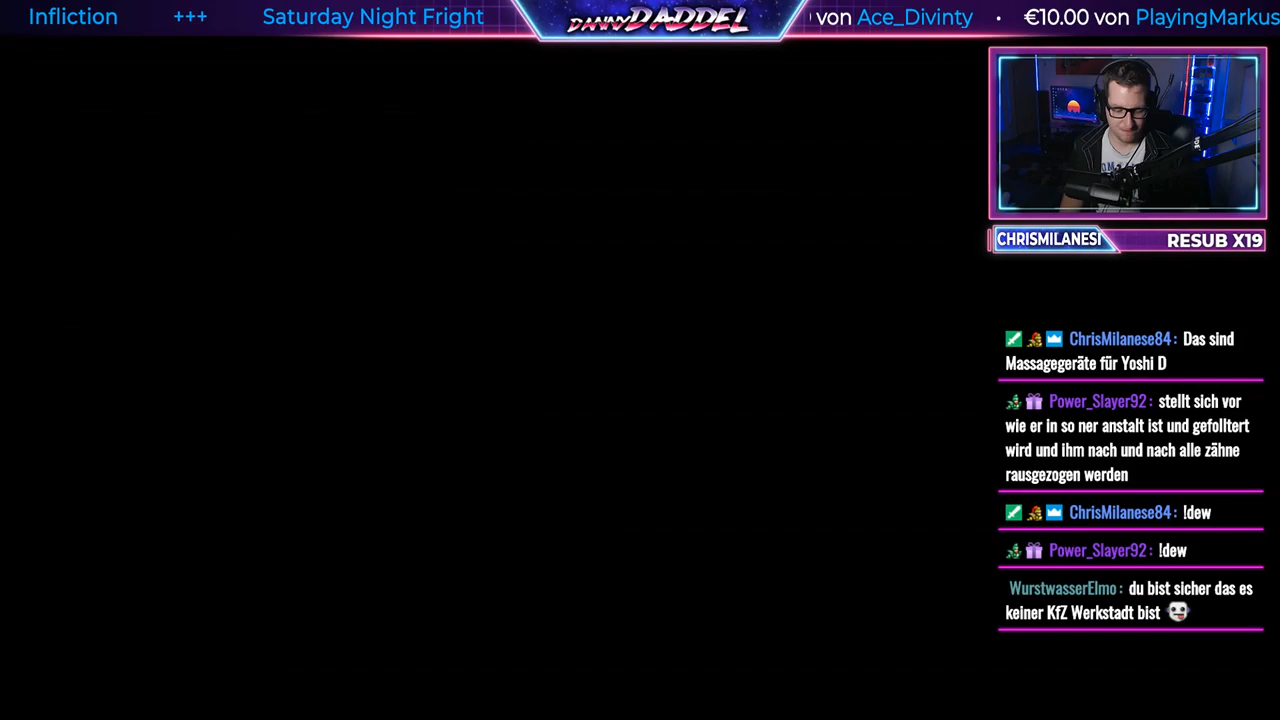 Infliction +++ Saturday Night Fright
DANNYDADDEL
von Ace_Divinty • €10.00 von PlayingMarkus
CHRISMILANESI
RESUB X19
ChrisMilanese84: Das sind
Massagegeräte für Yoshi D
Power_Slayer92: stellt sich vor
wie er in so ner anstalt ist und gefolltert
wird und ihm nach und nach alle zähne
rausgezogen werden
ChrisMilanese84: !dew
Power_Slayer92: !dew
WurstwasserElmo: du bist sicher das es
keiner KfZ Werkstadt bist